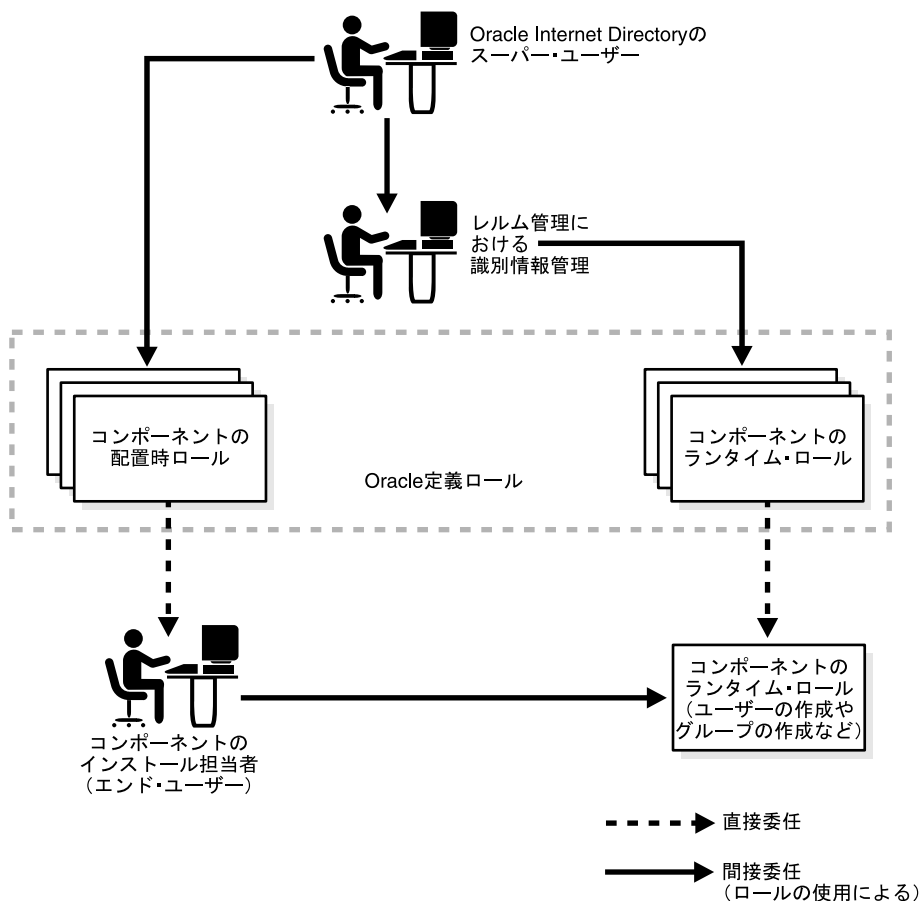 Oracle Internet Directoryの
スーパー・ユーザー
レルム管理に
おける
識別情報管理
コンポーネントの
配置時ロール
コンポーネントの
ランタイム・ロール
Oracle定義ロール
コンポーネントの
インストール担当者
(エンド・ユーザー)
コンポーネントの
ランタイム・ロール
(ユーザーの作成や
グループの作成など)
直接委任
間接委任
(ロールの使用による)